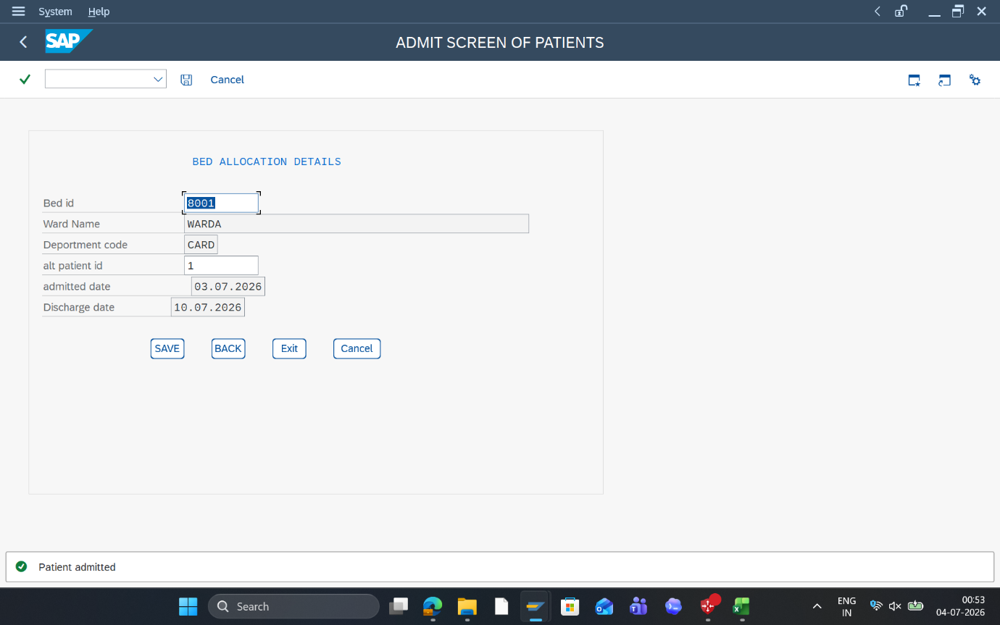 System Help
SAP
ADMIT SCREEN OF PATIENTS
Cancel
BED ALLOCATION DETAILS
Bed id 8001
Ward Name WARDA
Deportment code CARD
alt patient id 1
admitted date 03.07.2026
Discharge date 10.07.2026
SAVE BACK Exit Cancel
Patient admitted
Search
ENG
IN
00:53
04-07-2026